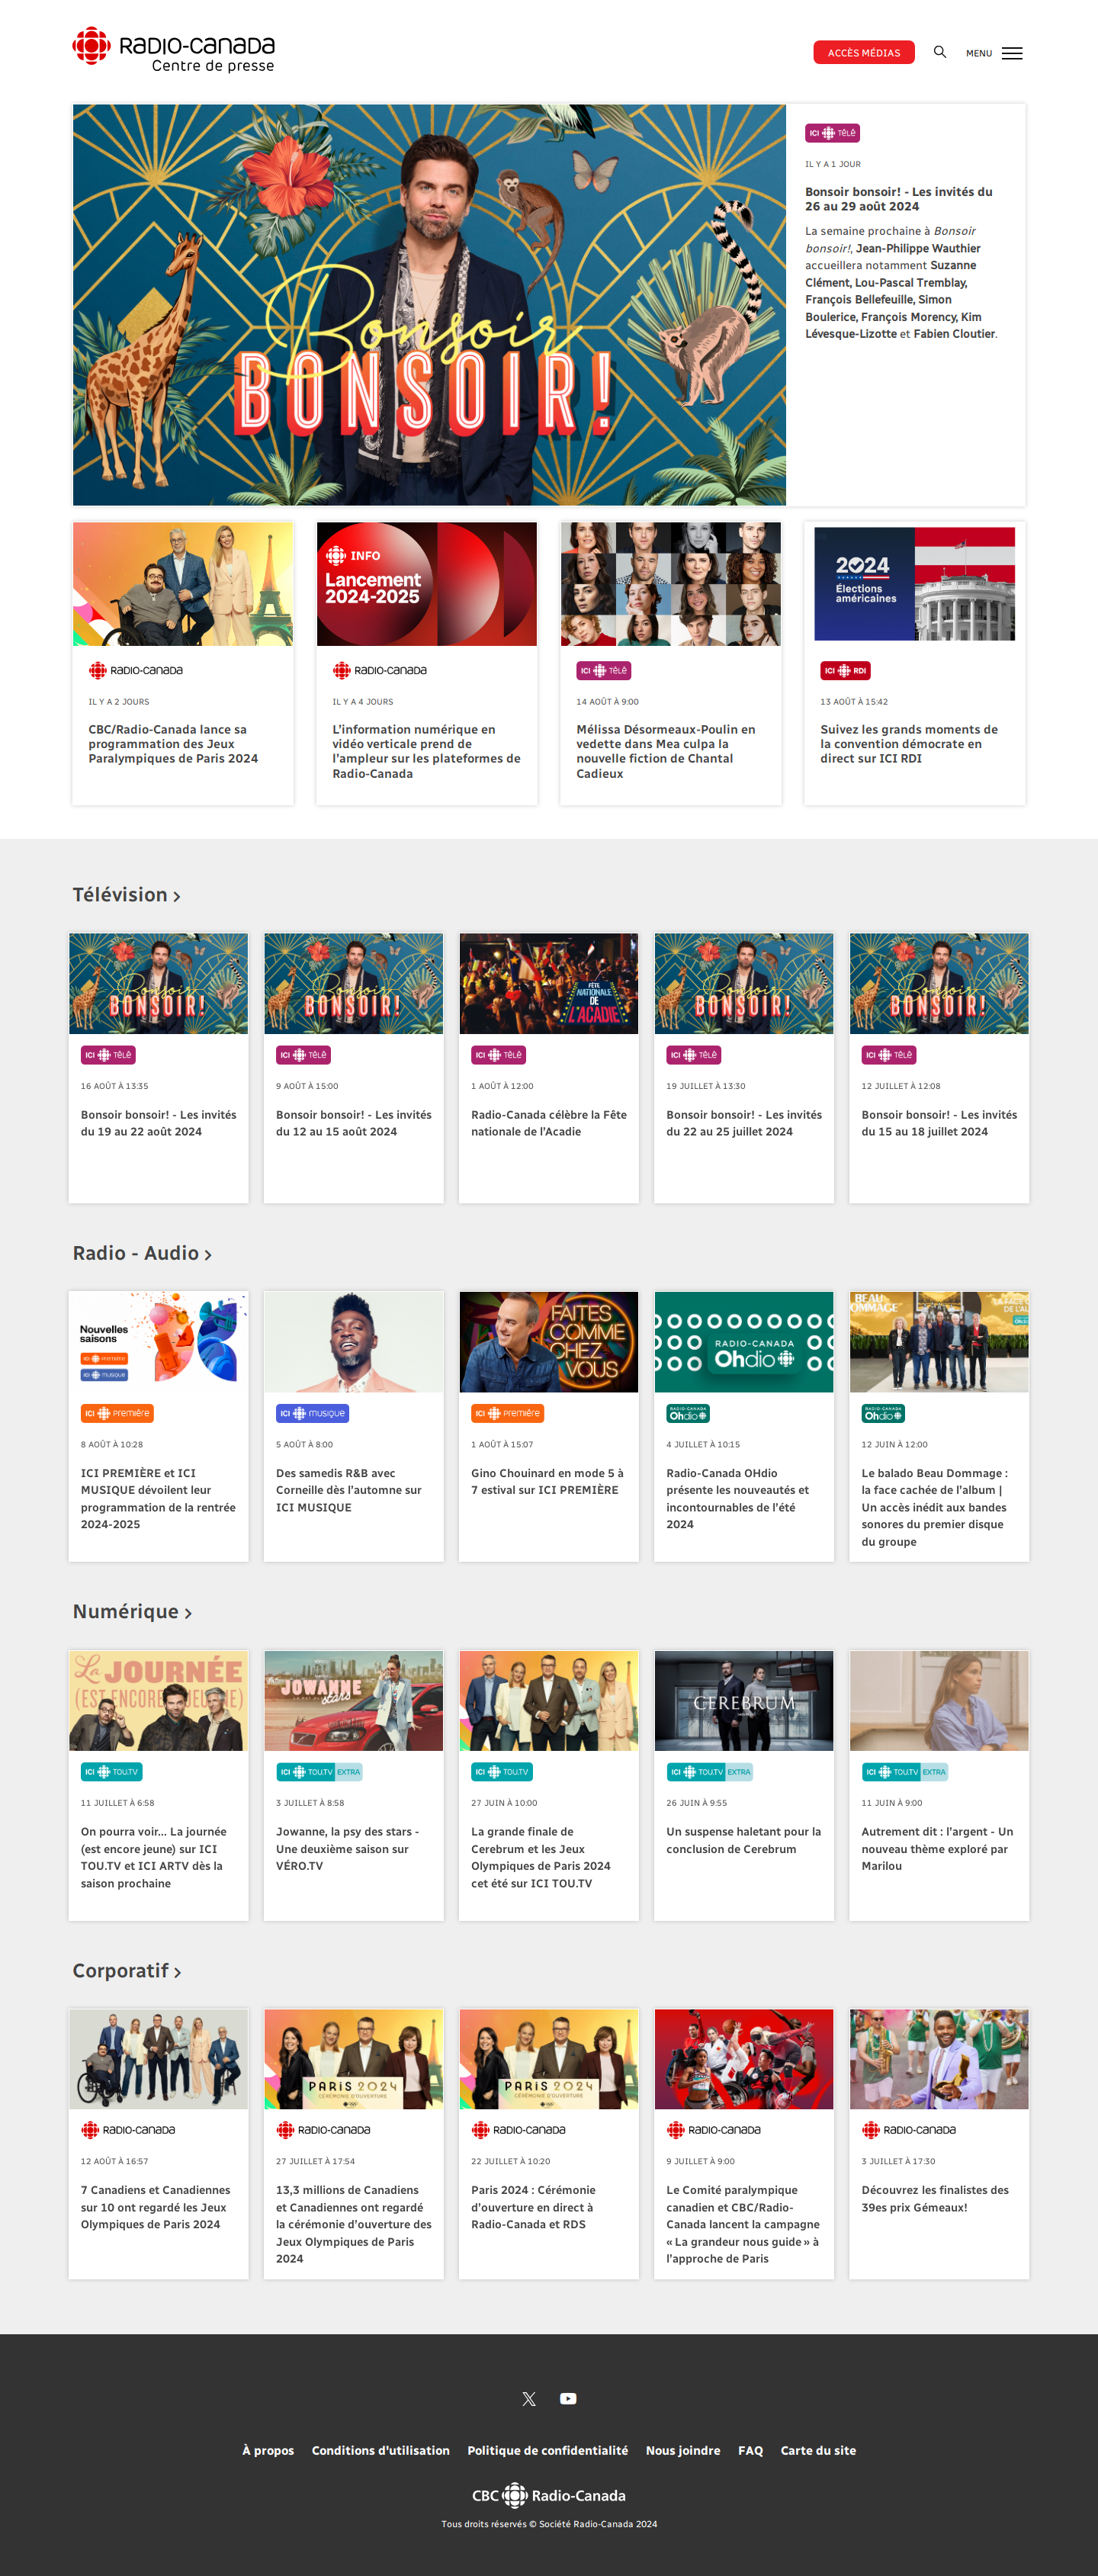 RADIO-CANADA
Centre de presse
ACCÈS MÉDIAS
MENU
Bonsoir
BONSOIR!
ICI TÉLÉ
IL Y A 1 JOUR
Bonsoir bonsoir! - Les invités du
26 au 29 août 2024
La semaine prochaine à Bonsoir
bonsoir!, Jean-Philippe Wauthier
accueillera notamment Suzanne
Clément, Lou-Pascal Tremblay,
François Bellefeuille, Simon
Boulerice, François Morency, Kim
Lévesque-Lizotte et Fabien Cloutier.
RADIO-CANADA
IL Y A 2 JOURS
CBC/Radio-Canada lance sa
programmation des Jeux
Paralympiques de Paris 2024
INFO
Lancement
2024-2025
RADIO-CANADA
IL Y A 4 JOURS
L'information numérique en
vidéo verticale prend de
l'ampleur sur les plateformes de
Radio-Canada
ICI TÉLÉ
14 AOÛT À 9:00
Mélissa Désormeaux-Poulin en
vedette dans Mea culpa la
nouvelle fiction de Chantal
Cadieux
2024
Élections
américaines
ICI RDI
13 AOÛT À 15:42
Suivez les grands moments de
la convention démocrate en
direct sur ICI RDI
Télévision
Bonsoir
BONSOIR!
ICI TÉLÉ
16 AOÛT À 13:35
Bonsoir bonsoir! - Les invités
du 19 au 22 août 2024
Bonsoir
BONSOIR!
ICI TÉLÉ
9 AOÛT À 15:00
Bonsoir bonsoir! - Les invités
du 12 au 15 août 2024
FÊTE
NATIONALE
DE
L'ACADIE
ICI TÉLÉ
1 AOÛT À 12:00
Radio-Canada célèbre la Fête
nationale de l'Acadie
Bonsoir
BONSOIR!
ICI TÉLÉ
19 JUILLET À 13:30
Bonsoir bonsoir! - Les invités
du 22 au 25 juillet 2024
Bonsoir
BONSOIR!
ICI TÉLÉ
12 JUILLET À 12:08
Bonsoir bonsoir! - Les invités
du 15 au 18 juillet 2024
Radio - Audio
Nouvelles
saisons
ICI PREMIÈRE
ICI MUSIQUE
ICI PREMIÈRE
8 AOÛT À 10:28
ICI PREMIÈRE et ICI
MUSIQUE dévoilent leur
programmation de la rentrée
2024-2025
ICI MUSIQUE
5 AOÛT À 8:00
Des samedis R&B avec
Corneille dès l'automne sur
ICI MUSIQUE
FAITES
COMME
CHEZ
VOUS
ICI PREMIÈRE
1 AOÛT À 15:07
Gino Chouinard en mode 5 à
7 estival sur ICI PREMIÈRE
RADIO-CANADA
OHdio
RADIO-CANADA
OHdio
4 JUILLET À 10:15
Radio-Canada OHdio
présente les nouveautés et
incontournables de l'été
2024
BEAU
DOMMAGE
RADIO-CANADA
OHdio
12 JUIN À 12:00
Le balado Beau Dommage :
la face cachée de l'album |
Un accès inédit aux bandes
sonores du premier disque
du groupe
Numérique
La JOURNÉE
(EST ENCORE JEUNE)
ICI TOU.TV
11 JUILLET À 6:58
On pourra voir... La journée
(est encore jeune) sur ICI
TOU.TV et ICI ARTV dès la
saison prochaine
JOWANNE
LA PSY DES stars
ICI TOU.TV EXTRA
3 JUILLET À 8:58
Jowanne, la psy des stars -
Une deuxième saison sur
VÉRO.TV
ICI TOU.TV
27 JUIN À 10:00
La grande finale de
Cerebrum et les Jeux
Olympiques de Paris 2024
cet été sur ICI TOU.TV
CEREBRUM
ICI TOU.TV EXTRA
26 JUIN À 9:55
Un suspense haletant pour la
conclusion de Cerebrum
ICI TOU.TV EXTRA
11 JUIN À 9:00
Autrement dit : l'argent - Un
nouveau thème exploré par
Marilou
Corporatif
RADIO-CANADA
12 AOÛT À 16:57
7 Canadiens et Canadiennes
sur 10 ont regardé les Jeux
Olympiques de Paris 2024
PARIS 2024
CÉRÉMONIE D'OUVERTURE
RADIO-CANADA
27 JUILLET À 17:54
13,3 millions de Canadiens
et Canadiennes ont regardé
la cérémonie d'ouverture des
Jeux Olympiques de Paris
2024
PARIS 2024
CÉRÉMONIE D'OUVERTURE
RADIO-CANADA
22 JUILLET À 10:20
Paris 2024 : Cérémonie
d'ouverture en direct à
Radio-Canada et RDS
RADIO-CANADA
9 JUILLET À 9:00
Le Comité paralympique
canadien et CBC/Radio-
Canada lancent la campagne
« La grandeur nous guide » à
l'approche de Paris
RADIO-CANADA
3 JUILLET À 17:30
Découvrez les finalistes des
39es prix Gémeaux!
À propos Conditions d'utilisation Politique de confidentialité Nous joindre FAQ Carte du site
CBC Radio-Canada
Tous droits réservés © Société Radio-Canada 2024